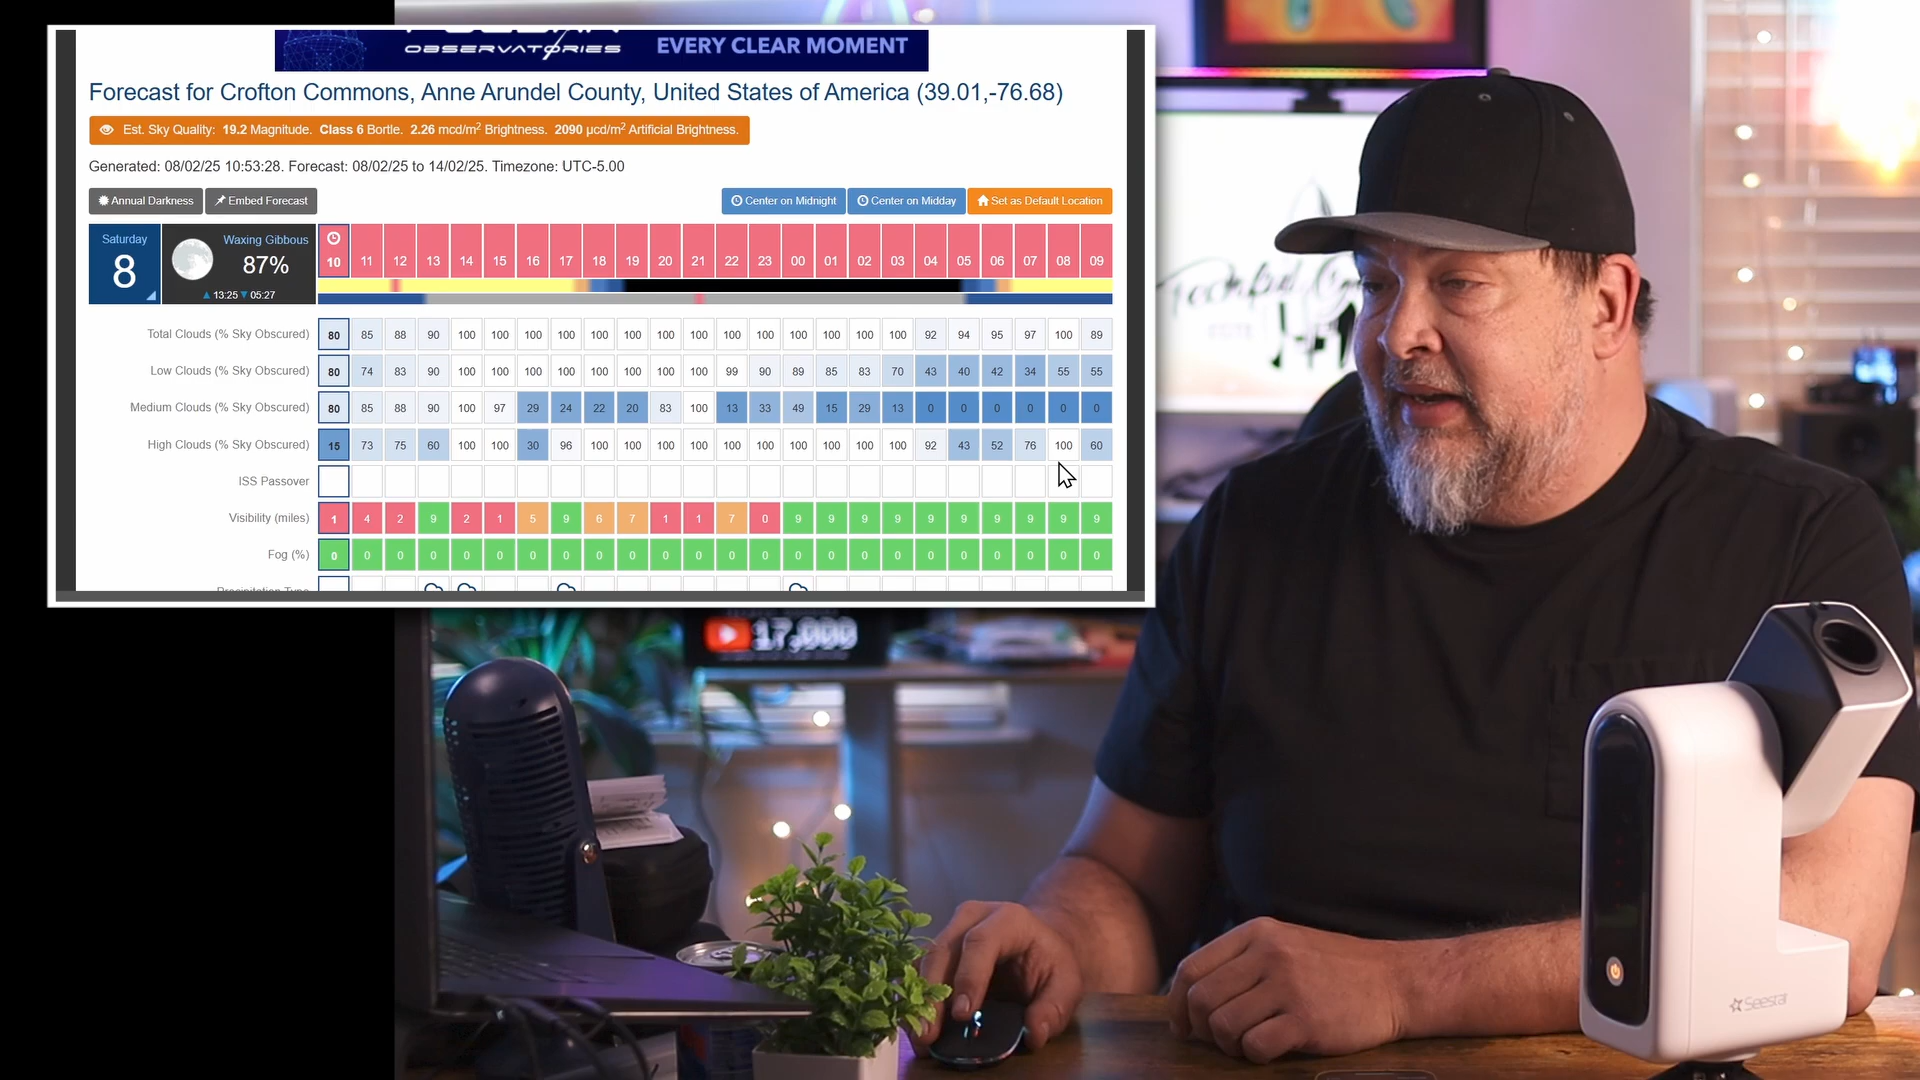 OBSERVATORIES EVERY CLEAR MOMENT
Forecast for Crofton Commons, Anne Arundel County, United States of America (39.01,-76.68)
Est. Sky Quality: 19.2 Magnitude. Class 6 Bortle. 2.26 mcd/m² Brightness. 2090 µcd/m² Artificial Brightness.
Generated: 08/02/25 10:53:28. Forecast: 08/02/25 to 14/02/25. Timezone: UTC-5.00
Annual Darkness Embed Forecast Center on Midnight Center on Midday Set as Default Location
Saturday
8
Waxing Gibbous
87%
13:25 05:27
10 11 12 13 14 15 16 17 18 19 20 21 22 23 00 01 02 03 04 05 06 07 08 09
Total Clouds (% Sky Obscured) 80 85 88 90 100 100 100 100 100 100 100 100 100 100 100 100 100 100 92 94 95 97 100 89
Low Clouds (% Sky Obscured) 80 74 83 90 100 100 100 100 100 100 100 100 99 90 89 85 83 70 43 40 42 34 55 55
Medium Clouds (% Sky Obscured) 80 85 88 90 100 97 29 24 22 20 83 100 13 33 49 15 29 13 0 0 0 0 0 0
High Clouds (% Sky Obscured) 15 73 75 60 100 100 30 96 100 100 100 100 100 100 100 100 100 100 92 43 52 76 100 60
ISS Passover
Visibility (miles) 1 4 2 9 2 1 5 9 6 7 1 1 7 0 9 9 9 9 9 9 9 9 9 9
Fog (%) 0 0 0 0 0 0 0 0 0 0 0 0 0 0 0 0 0 0 0 0 0 0 0 0
Precipitation Type
17,000
Seestar